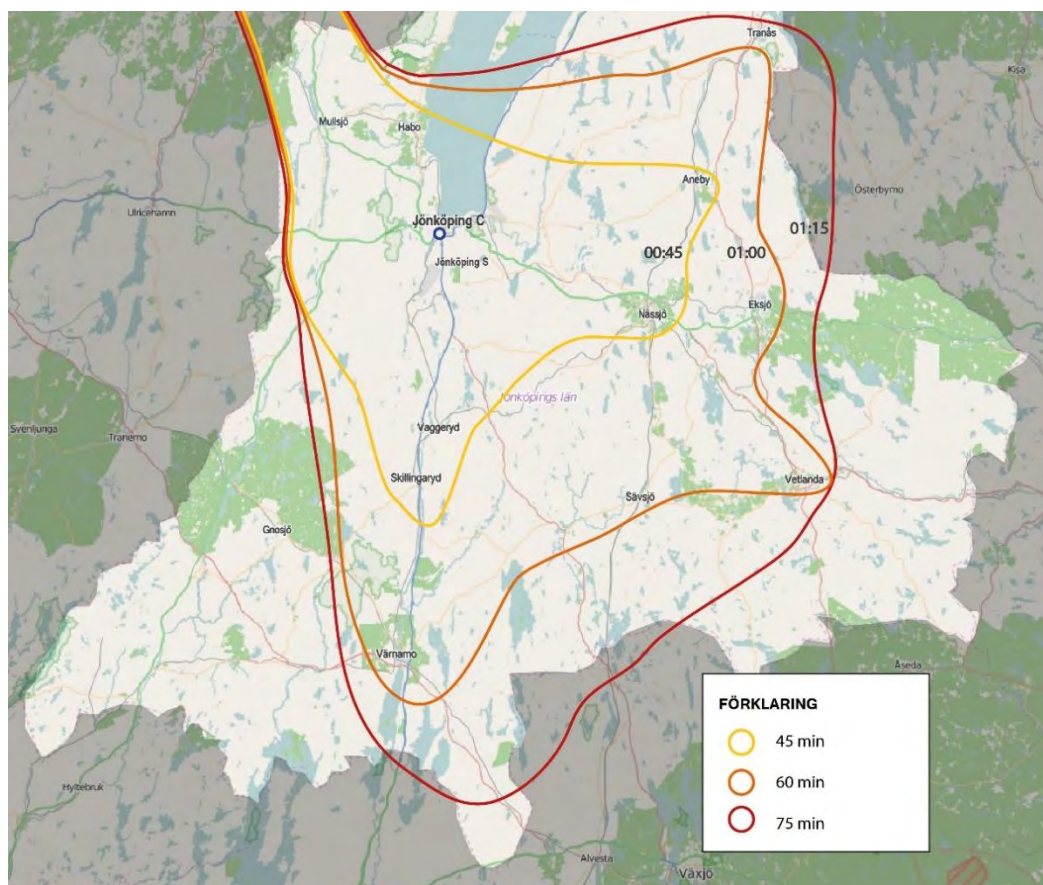 Tranås
Kisa
Mullsjö
Habo
Aneby
Österbymo
Ulricehamn
Jönköping C
01:15
00:45
01:00
Jönköping S
Eksjö
Nässjö
Jönköpings län
Svenljunga
Tranemo
Vaggeryd
Skillingaryd
Vetlanda
Sävsjö
Gnosjö
Värnamo
Åseda
FÖRKLARING
45 min
60 min
75 min
Hyltebruk
Alvesta
Växjö